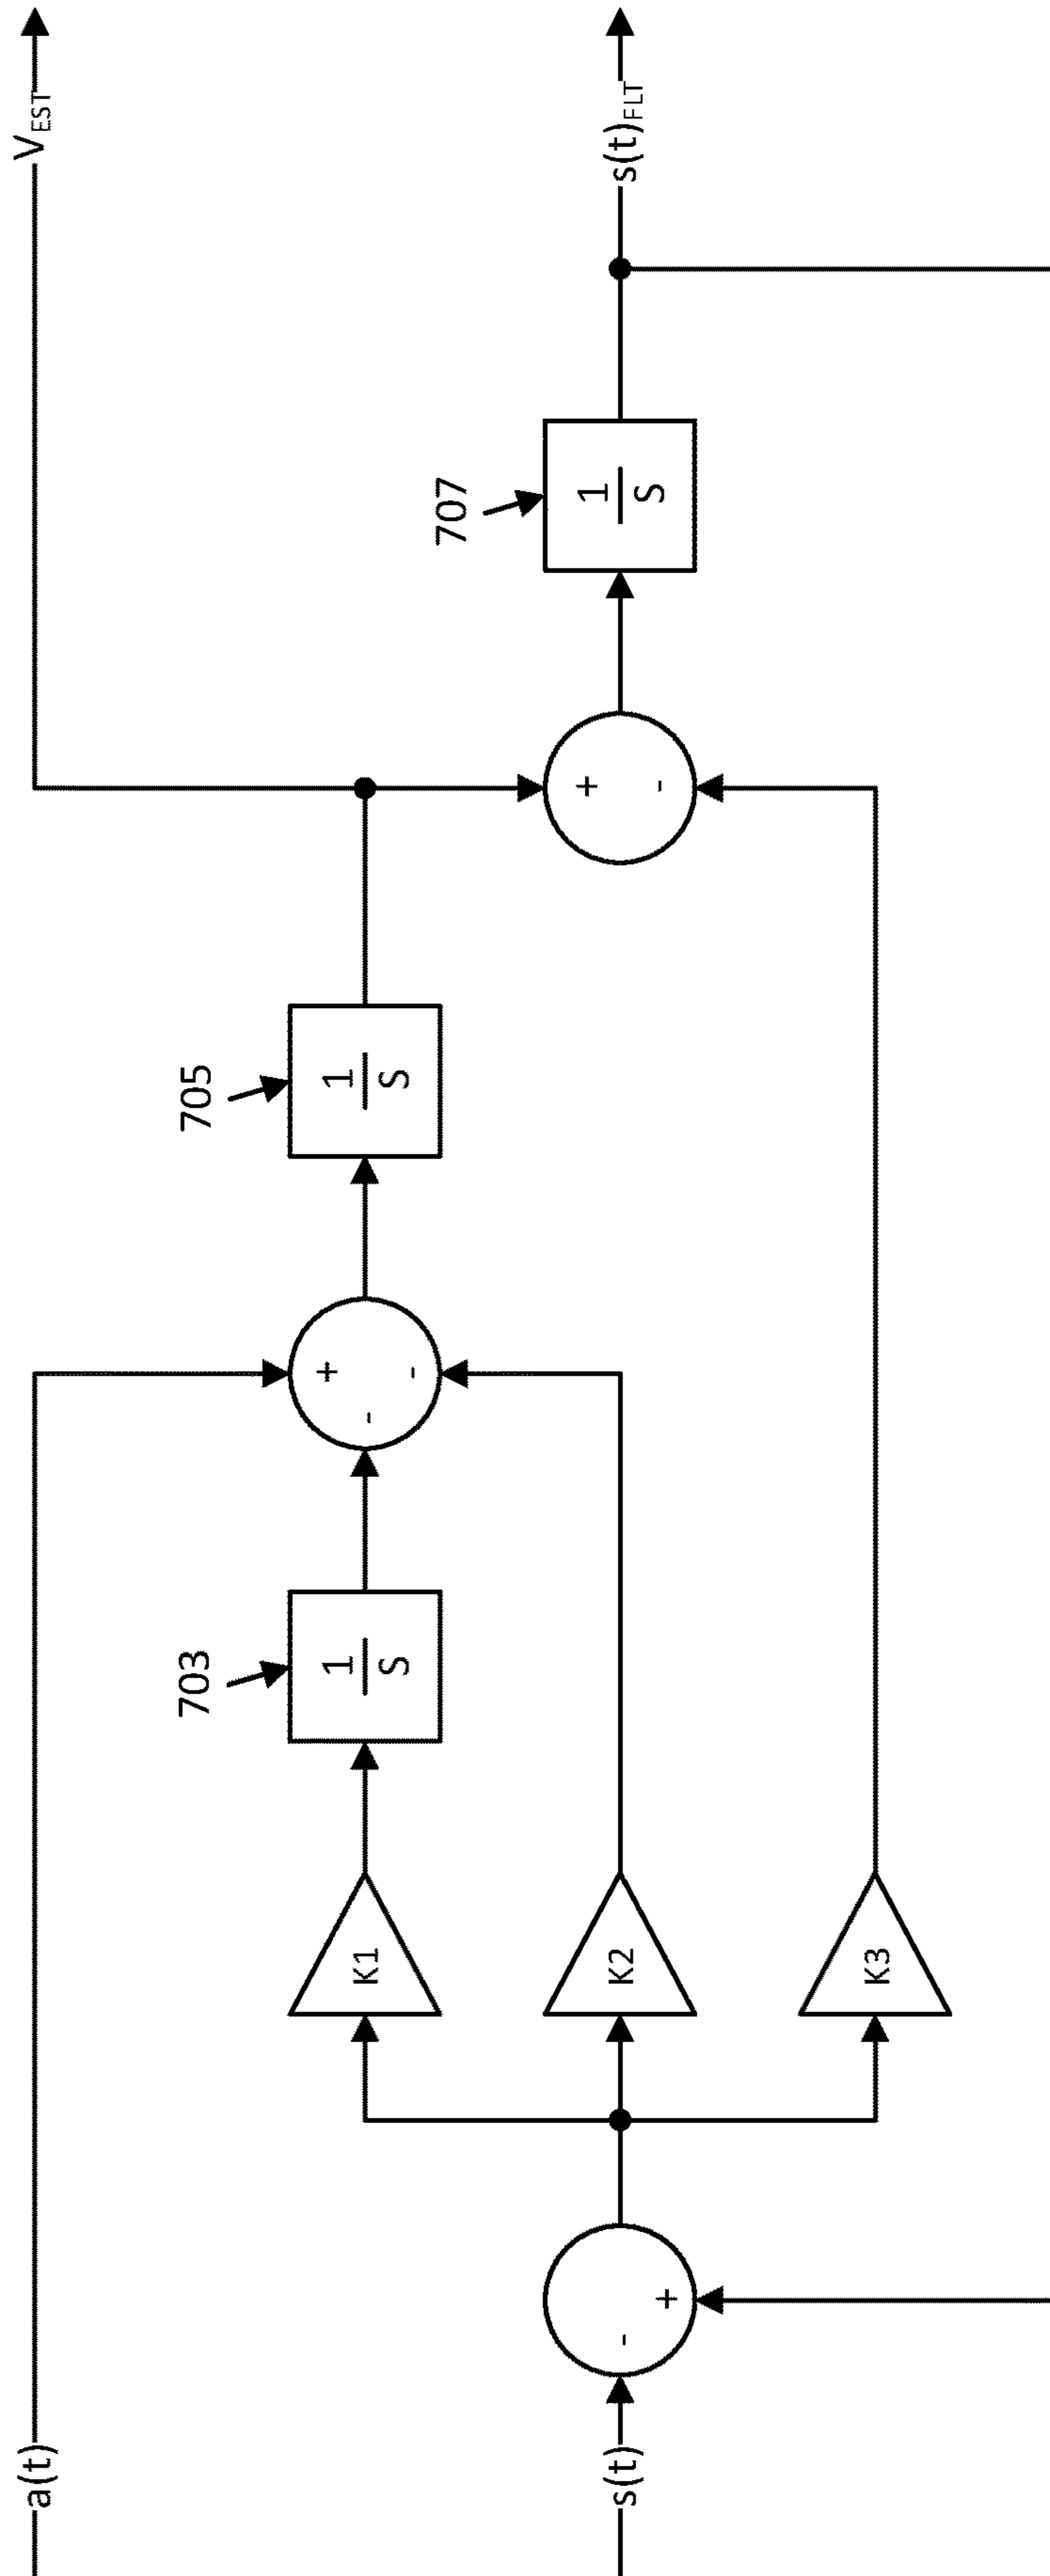 a(t)
V_EST
703
1
S
705
1
S
+
-
-
K1
s(t)
-
+
K2
+
-
707
1
S
s(t)_FLT
K3